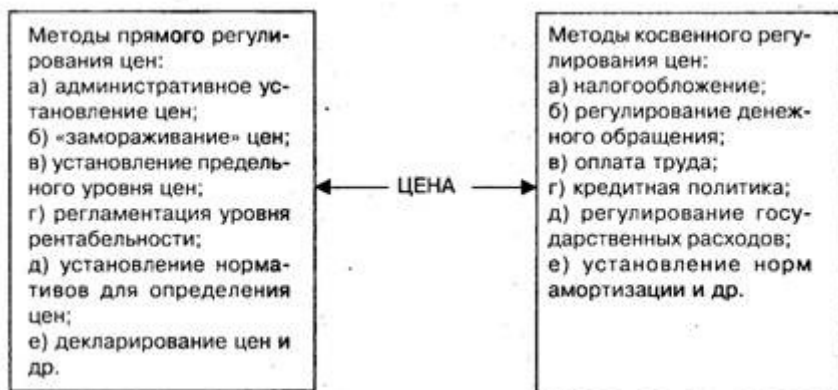 Методы прямого регули-
рования цен:
а) административное ус-
тановление цен;
б) «замораживание» цен;
в) установление предель-
ного уровня цен;
г) регламентация уровня
рентабельности;
д) установление норма-
тивов для определения
цен;
е) декларирование цен и
др.
ЦЕНА
Методы косвенного регу-
лирования цен:
а) налогообложение;
б) регулирование денеж-
ного обращения;
в) оплата труда;
г) кредитная политика;
д) регулирование госу-
дарственных расходов;
е) установление норм
амортизации и др.